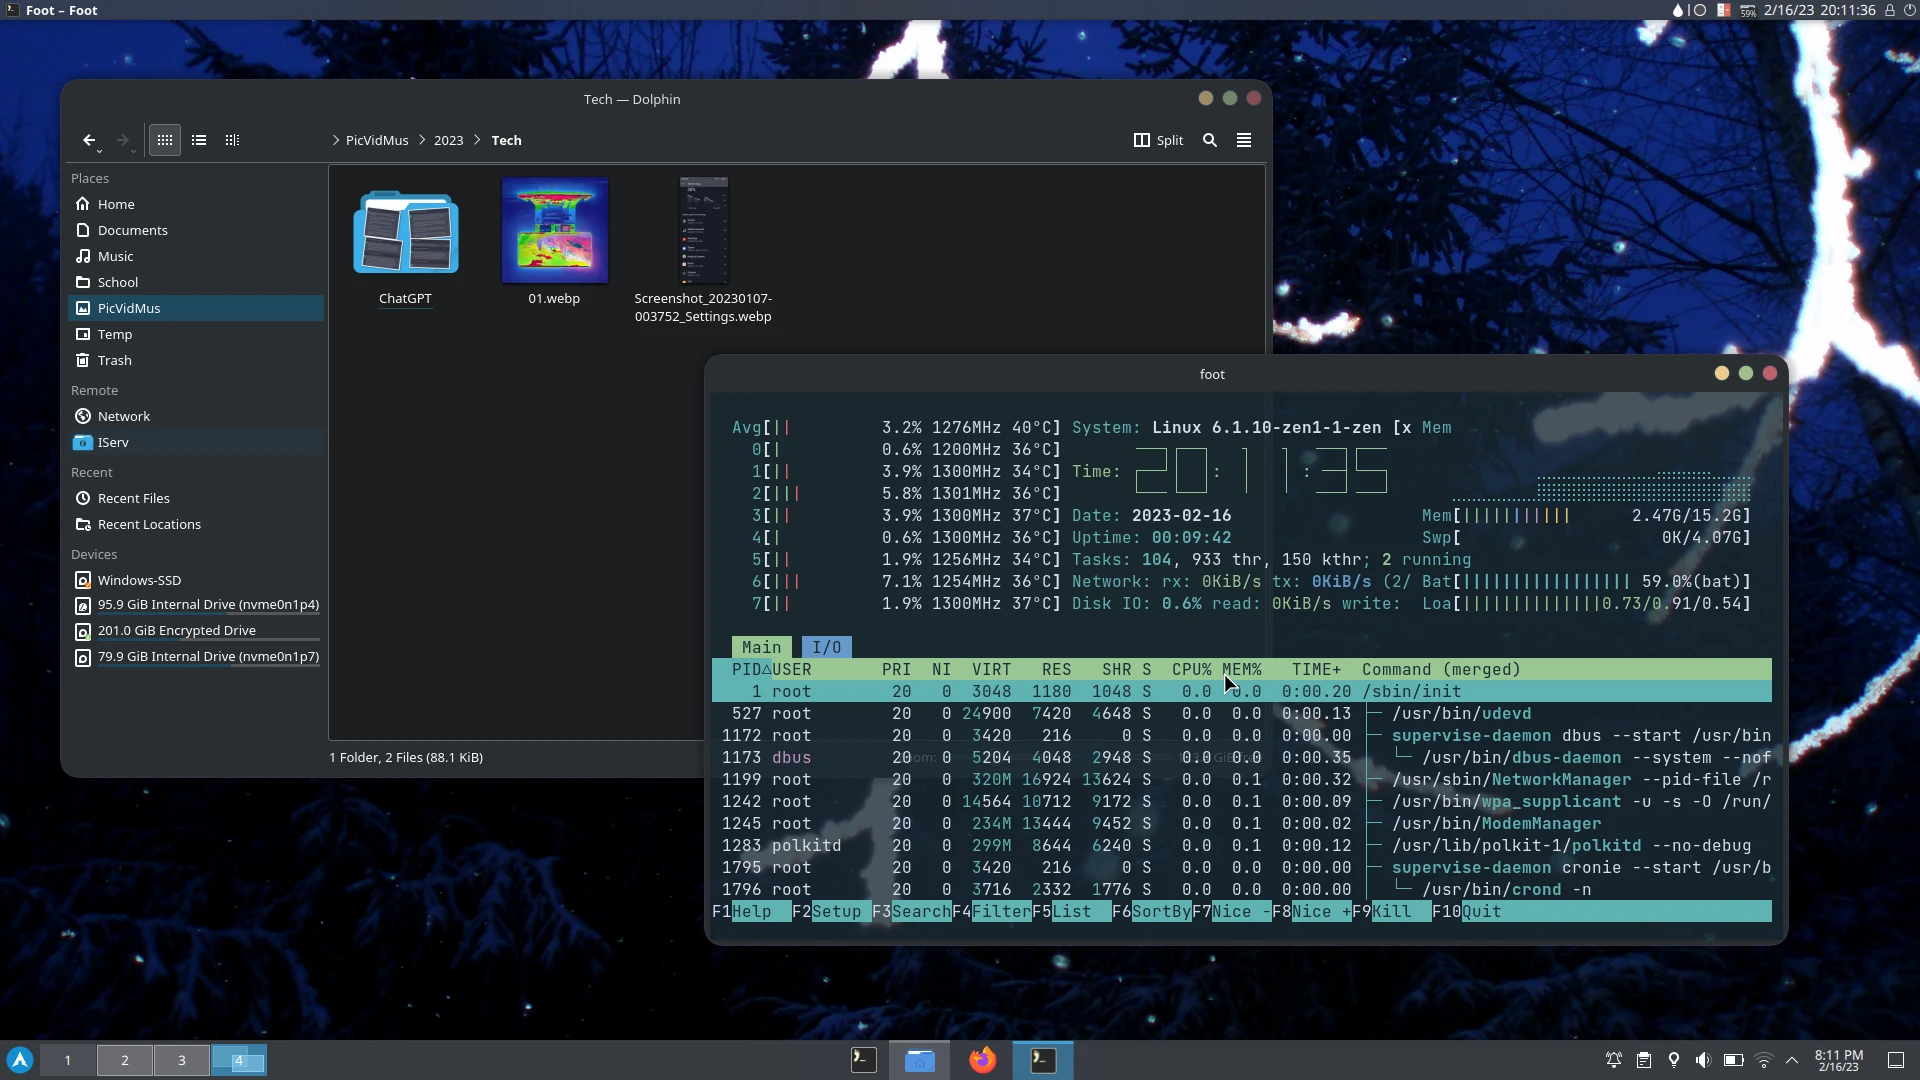 Foot – Foot
59%
2/16/23 20:11:36
Tech — Dolphin
PicVidMus
2023
Tech
Split
Places
Home
Documents
Music
School
PicVidMus
Temp
Trash
Remote
Network
IServ
Recent
Recent Files
Recent Locations
Devices
Windows-SSD
95.9 GiB Internal Drive (nvme0n1p4)
201.0 GiB Encrypted Drive
79.9 GiB Internal Drive (nvme0n1p7)
ChatGPT
01.webp
Screenshot_20230107-
003752_Settings.webp
1 Folder, 2 Files (88.1 KiB)
foot
Avg[|| 3.2% 1276MHz 40°C] System: Linux 6.1.10-zen1-1-zen [x Mem
0[| 0.6% 1200MHz 36°C]
1[|| 3.9% 1300MHz 34°C] Time: 20:11:35
2[||| 5.8% 1301MHz 36°C]
3[|| 3.9% 1300MHz 37°C] Date: 2023-02-16 Mem[||||||||||| 2.47G/15.2G]
4[| 0.6% 1300MHz 36°C] Uptime: 00:09:42 Swp[ 0K/4.07G]
5[|| 1.9% 1256MHz 34°C] Tasks: 104, 933 thr, 150 kthr; 2 running
6[||| 7.1% 1254MHz 36°C] Network: rx: 0KiB/s tx: 0KiB/s (2/ Bat[||||||||||||||||| 59.0%(bat)]
7[|| 1.9% 1300MHz 37°C] Disk IO: 0.6% read: 0KiB/s write: Loa[||||||||||||||0.73/0.91/0.54]
Main I/O
PID△USER PRI NI VIRT RES SHR S CPU% MEM% TIME+ Command (merged)
1 root 20 0 3048 1180 1048 S 0.0 0.0 0:00.20 /sbin/init
527 root 20 0 24900 7420 4648 S 0.0 0.0 0:00.13 ├─ /usr/bin/udevd
1172 root 20 0 3420 216 0 S 0.0 0.0 0:00.00 ├─ supervise-daemon dbus --start /usr/bin
1173 dbus 20 0 5204 4048 2948 S 0.0 0.0 0:00.35 │ └─ /usr/bin/dbus-daemon --system --nof
1199 root 20 0 320M 16924 13624 S 0.0 0.1 0:00.32 ├─ /usr/sbin/NetworkManager --pid-file /r
1242 root 20 0 14564 10712 9172 S 0.0 0.1 0:00.09 ├─ /usr/bin/wpa_supplicant -u -s -O /run/
1245 root 20 0 234M 13444 9452 S 0.0 0.1 0:00.02 ├─ /usr/bin/ModemManager
1283 polkitd 20 0 299M 8644 6240 S 0.0 0.1 0:00.12 ├─ /usr/lib/polkit-1/polkitd --no-debug
1795 root 20 0 3420 216 0 S 0.0 0.0 0:00.00 ├─ supervise-daemon cronie --start /usr/b
1796 root 20 0 3716 2332 1776 S 0.0 0.0 0:00.00 │ └─ /usr/bin/crond -n
F1Help F2Setup F3SearchF4FilterF5List F6SortByF7Nice -F8Nice +F9Kill F10Quit
1
2
3
4
8:11 PM
2/16/23